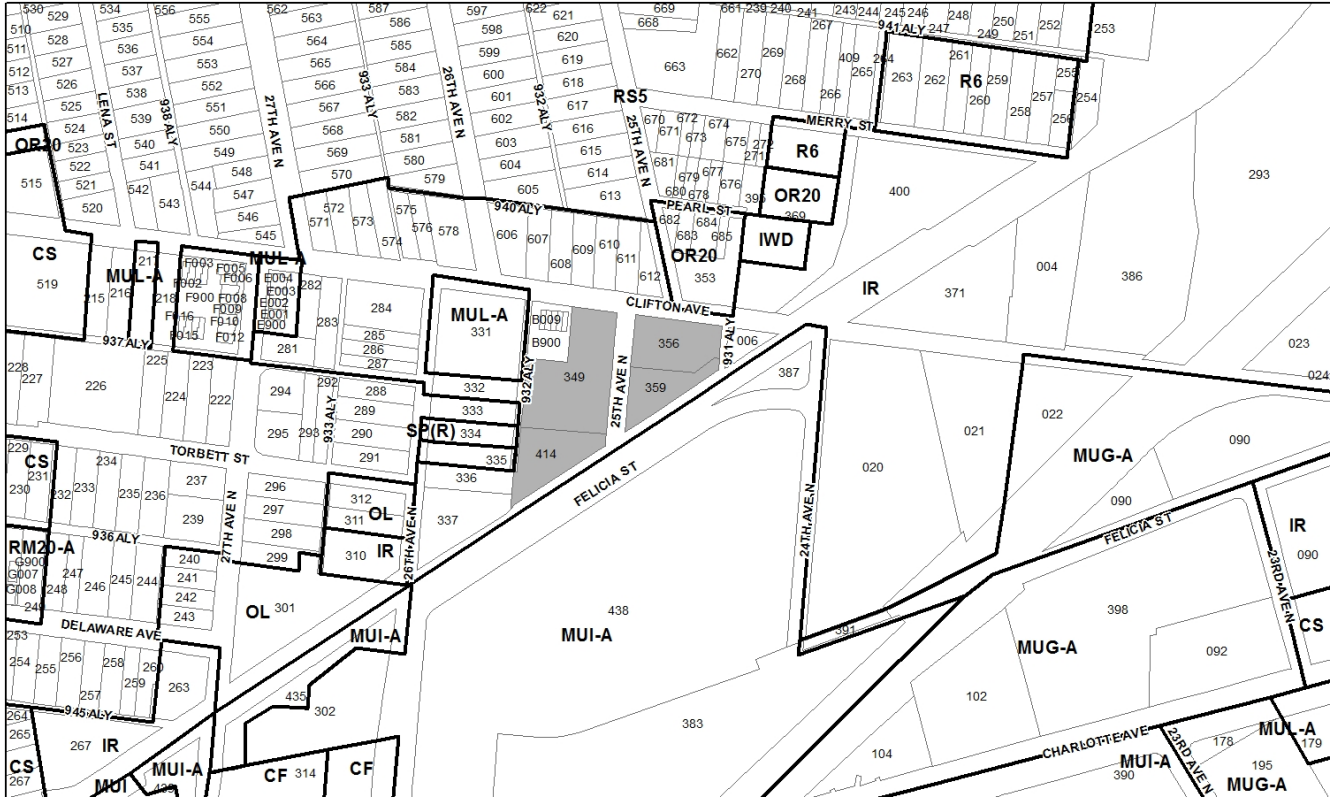 530 529 534 556 555 562 563 587 586 597 598 622 621 669 668 661 239 240 241 267 243 244 245 246 247 248 249 250 251 252 253
941 ALY
510 528 535 554 564 585 599 620 663 662 269 409 264 261
511 527 536 553 565 584 600 619 270 268 265 263 262 R6 259 255
512 526 537 552 566 583 601 618 266 260 257 254
513 525 538 551 567 582 602 617 RS5 258 256
514 524 539 550 568 581 603 616 670 672 674 MERRY ST
LENA ST
938 ALY
27TH AVE N
933 ALY
26TH AVE N
932 ALY
25TH AVE N
OR20 523 540 549 569 580 604 615 671 673 675 272 271 R6
515 522 541 548 570 579 605 614 681 679 677 676 400 293
521 542 544 547 613 680 678 395 OR20
520 543 546 572 575 940 ALY PEARL ST 369
545 571 573 574 576 578 606 607 608 609 610 611 612 682 684 683 685 IWD
CS MUL-A 217 F003 F005 MUL-A OR20 353
519 215 216 218 F002 F006 E004 282 284 IR 371 004 386
F900 F008 E003 E002 CLIFTON AVE
F016 F009 E001 283 MUL-A B009
F015 F010 E900 331 356 931 ALY 006
F012 285 B900 023
937 ALY 281 286 287 349 359 387 024
228 227 226 225 224 223 222 294 292 288 332 932 ALY 25TH AVE N 022
933 ALY 289 333 021
295 293 290 SP(R) 334 090
TORBETT ST 291 335 414 MUG-A
229 CS 231 234 237 296 336 FELICIA ST 020
230 232 233 235 236 297 312 090
239 27TH AVE N 298 311 OL 337 24TH AVE N FELICIA ST IR
936 ALY 299 310 IR 26TH AVE N 23RD AVE N 090
RM20-A G900 240
G007 247 241
G008 248 246 245 244 242 OL 301 438 398
249 243 391 CS
DELAWARE AVE MUI-A MUI-A MUG-A 092
253 254 255 256 257 258 259 260 263
435 302 102
945 ALY 383
264 265 267 IR 104 CHARLOTTE AVE 23RD AVE N 178 MUL-A 179
CS 267 MUI MUI-A CF 314 CF 390 MUI-A 195
MUG-A